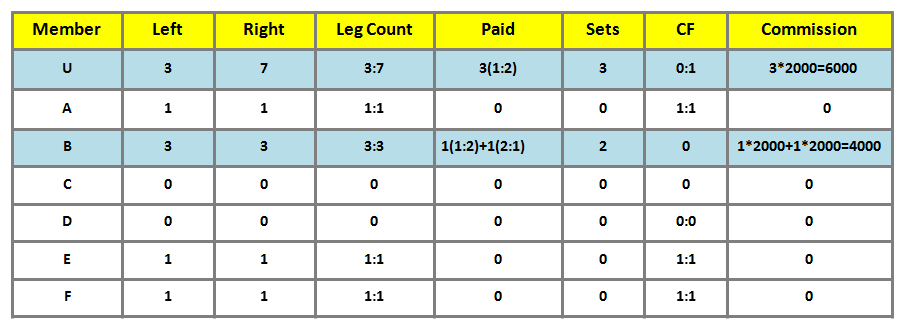 Member Left Right Leg Count Paid Sets CF Commission
U 3 7 3:7 3(1:2) 3 0:1 3*2000=6000
A 1 1 1:1 0 0 1:1 0
B 3 3 3:3 1(1:2)+1(2:1) 2 0 1*2000+1*2000=4000
C 0 0 0 0 0 0 0
D 0 0 0 0 0 0:0 0
E 1 1 1:1 0 0 1:1 0
F 1 1 1:1 0 0 1:1 0